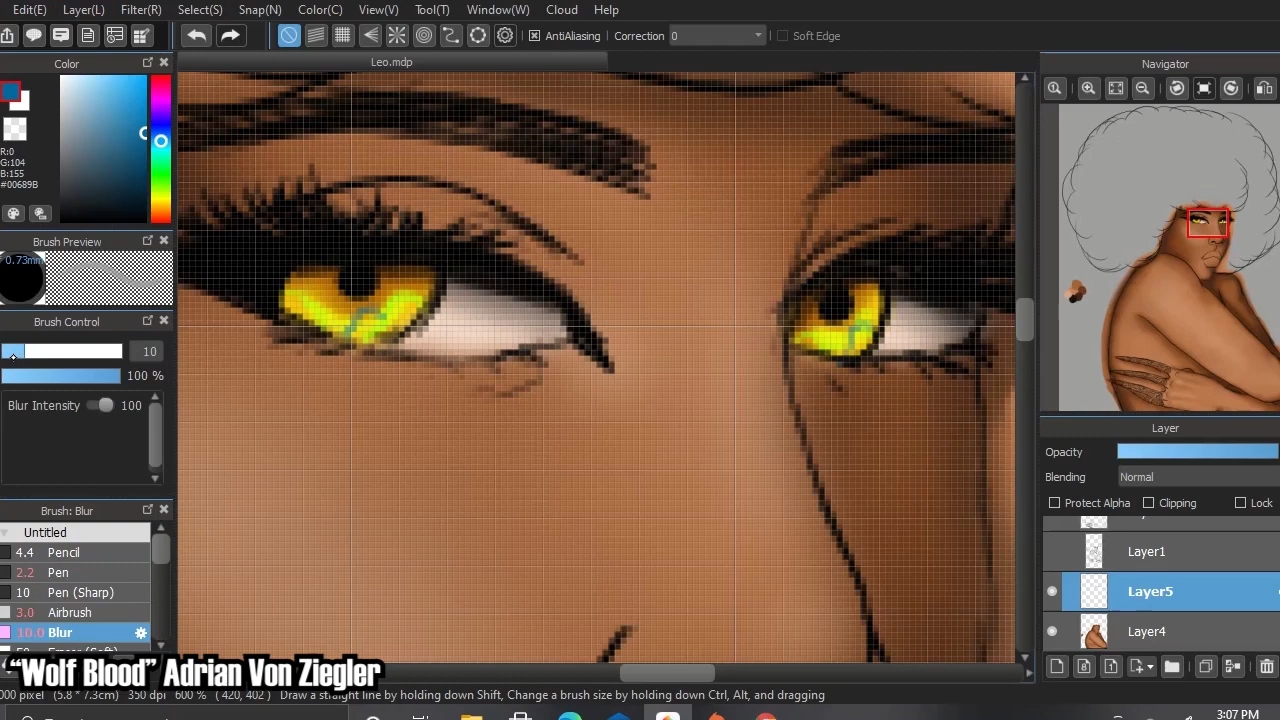 Edit(E) Layer(L) Filter(R) Select(S) Snap(N) Color(C) View(V) Tool(T) Window(W) Cloud Help
AntiAliasing Correction 0 Soft Edge
Color
Leo.mdp
Navigator
R:0
G:104
B:155
#00689B
Brush Preview
0.73mm
Brush Control
10
100 %
Blur Intensity 100
Layer
Opacity
Blending Normal
Protect Alpha Clipping Lock
Brush: Blur
Untitled
4.4 Pencil
2.2 Pen
10 Pen (Sharp)
3.0 Airbrush
10.0 Blur
Layer1
Layer5
Layer4
“Wolf Blood” Adrian Von Ziegler
000 pixel (5.8 * 7.3cm) 350 dpi 600 % ( 420, 402 ) Draw a straight line by holding down Shift, Change a brush size by holding down Ctrl, Alt, and dragging
3:07 PM